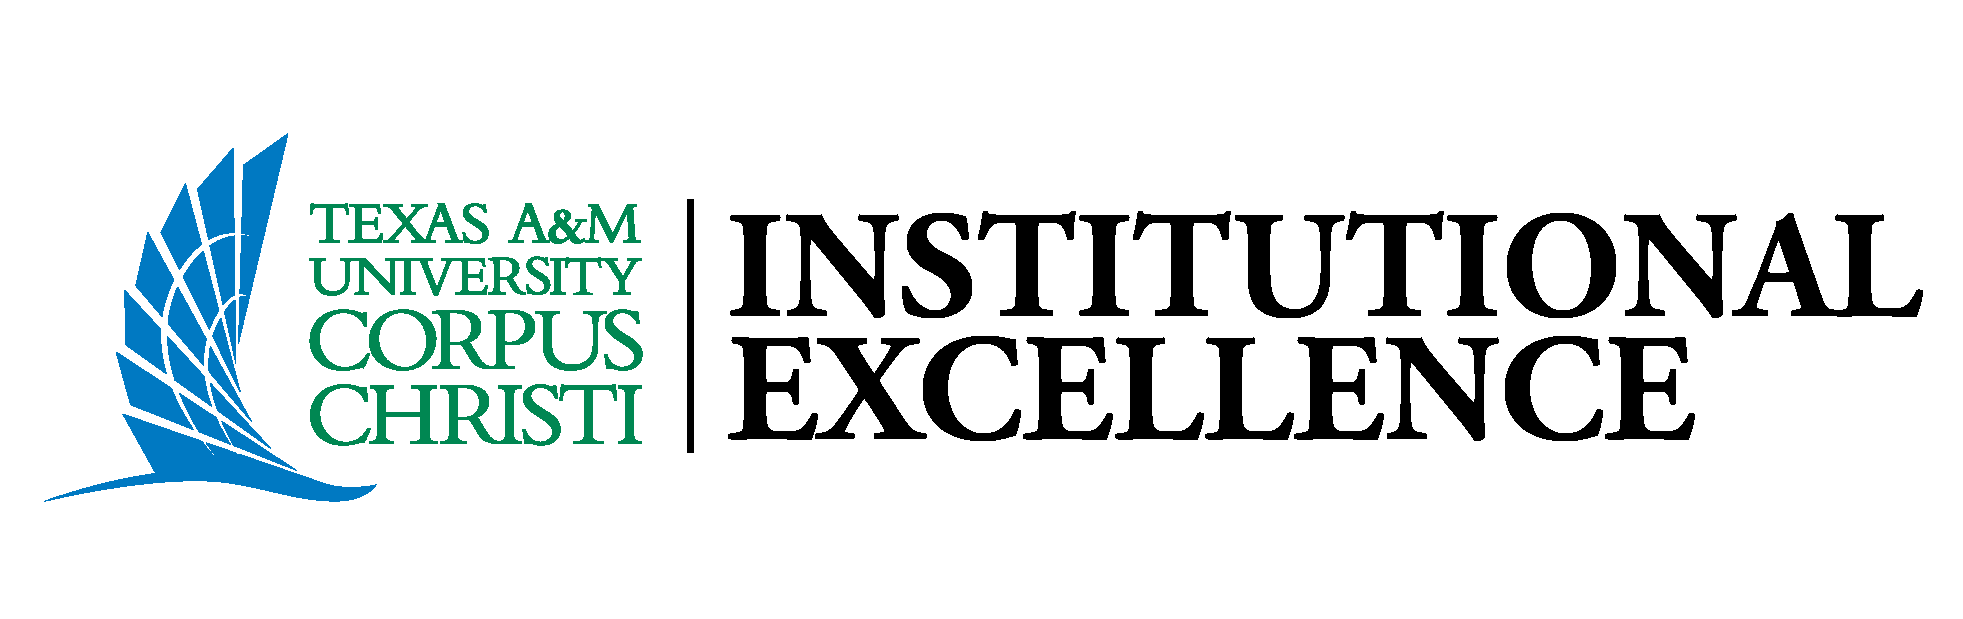 TEXAS A&M
UNIVERSITY
CORPUS
CHRISTI
INSTITUTIONAL
EXCELLENCE